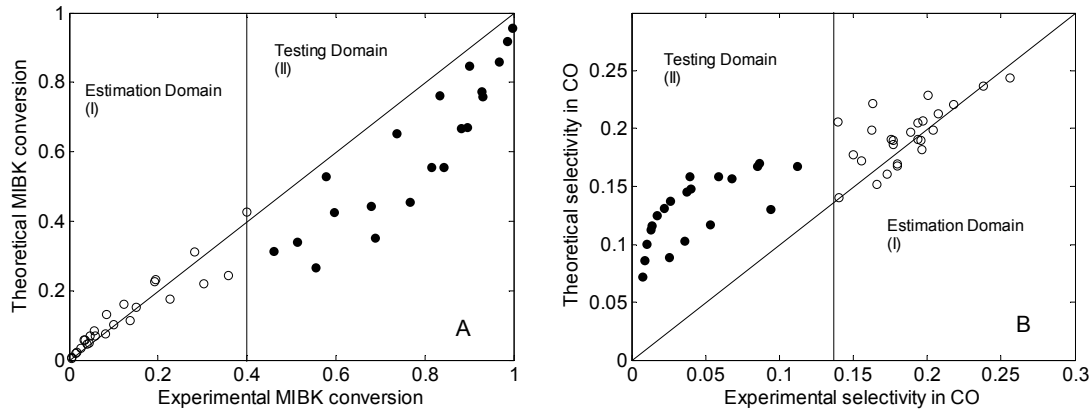 1
0.8
0.6
0.4
0.2
0
Theoretical MIBK conversion
Estimation Domain
(I)
Testing Domain
(II)
A
0 0.2 0.4 0.6 0.8 1
Experimental MIBK conversion
0.25
0.2
0.15
0.1
0.05
0
Theoretical selectivity in CO
Testing Domain
(II)
Estimation Domain
(I)
B
0 0.05 0.1 0.15 0.2 0.25 0.3
Experimental selectivity in CO